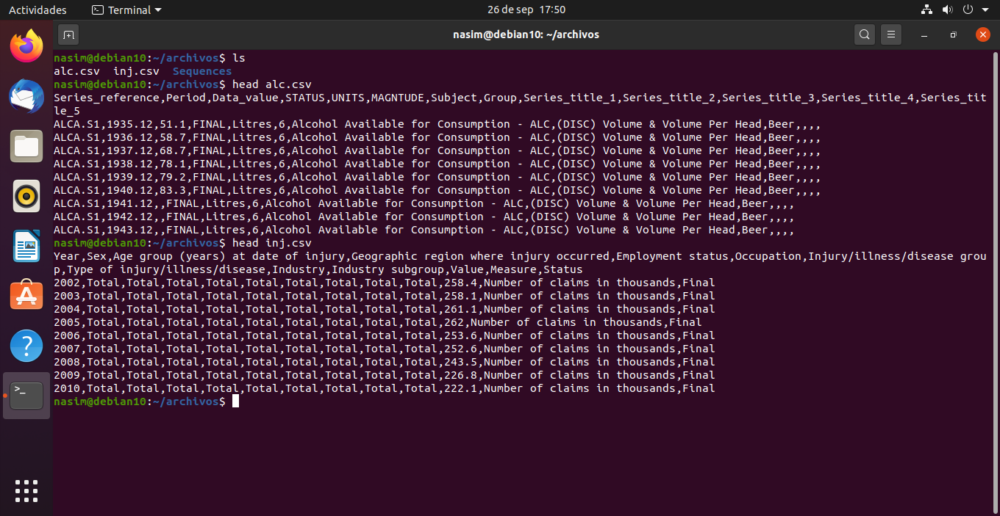 Actividades Terminal 26 de sep 17:50
nasim@debian10: ~/archivos
nasim@debian10:~/archivos$ ls
alc.csv  inj.csv  Sequences
nasim@debian10:~/archivos$ head alc.csv
Series_reference,Period,Data_value,STATUS,UNITS,MAGNTUDE,Subject,Group,Series_title_1,Series_title_2,Series_title_3,Series_title_4,Series_tit
le_5
ALCA.S1,1935.12,51.1,FINAL,Litres,6,Alcohol Available for Consumption - ALC,(DISC) Volume & Volume Per Head,Beer,,,,
ALCA.S1,1936.12,58.7,FINAL,Litres,6,Alcohol Available for Consumption - ALC,(DISC) Volume & Volume Per Head,Beer,,,,
ALCA.S1,1937.12,68.7,FINAL,Litres,6,Alcohol Available for Consumption - ALC,(DISC) Volume & Volume Per Head,Beer,,,,
ALCA.S1,1938.12,78.1,FINAL,Litres,6,Alcohol Available for Consumption - ALC,(DISC) Volume & Volume Per Head,Beer,,,,
ALCA.S1,1939.12,79.2,FINAL,Litres,6,Alcohol Available for Consumption - ALC,(DISC) Volume & Volume Per Head,Beer,,,,
ALCA.S1,1940.12,83.3,FINAL,Litres,6,Alcohol Available for Consumption - ALC,(DISC) Volume & Volume Per Head,Beer,,,,
ALCA.S1,1941.12,,FINAL,Litres,6,Alcohol Available for Consumption - ALC,(DISC) Volume & Volume Per Head,Beer,,,,
ALCA.S1,1942.12,,FINAL,Litres,6,Alcohol Available for Consumption - ALC,(DISC) Volume & Volume Per Head,Beer,,,,
ALCA.S1,1943.12,,FINAL,Litres,6,Alcohol Available for Consumption - ALC,(DISC) Volume & Volume Per Head,Beer,,,,
nasim@debian10:~/archivos$ head inj.csv
Year,Sex,Age group (years) at date of injury,Geographic region where injury occurred,Employment status,Occupation,Injury/illness/disease grou
p,Type of injury/illness/disease,Industry,Industry subgroup,Value,Measure,Status
2002,Total,Total,Total,Total,Total,Total,Total,Total,Total,258.4,Number of claims in thousands,Final
2003,Total,Total,Total,Total,Total,Total,Total,Total,Total,258.1,Number of claims in thousands,Final
2004,Total,Total,Total,Total,Total,Total,Total,Total,Total,261.1,Number of claims in thousands,Final
2005,Total,Total,Total,Total,Total,Total,Total,Total,Total,262,Number of claims in thousands,Final
2006,Total,Total,Total,Total,Total,Total,Total,Total,Total,253.6,Number of claims in thousands,Final
2007,Total,Total,Total,Total,Total,Total,Total,Total,Total,252.6,Number of claims in thousands,Final
2008,Total,Total,Total,Total,Total,Total,Total,Total,Total,243.5,Number of claims in thousands,Final
2009,Total,Total,Total,Total,Total,Total,Total,Total,Total,226.8,Number of claims in thousands,Final
2010,Total,Total,Total,Total,Total,Total,Total,Total,Total,222.1,Number of claims in thousands,Final
nasim@debian10:~/archivos$